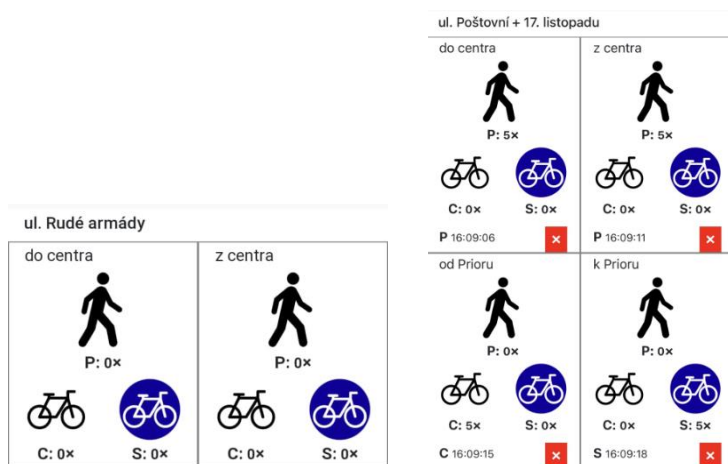 ul. Rudé armády
do centra
z centra
P: 0×
P: 0×
C: 0×
S: 0×
C: 0×
S: 0×
ul. Poštovní + 17. listopadu
do centra
z centra
P: 5×
P: 5×
C: 0×
S: 0×
C: 0×
S: 0×
P 16:09:06
×
P 16:09:11
×
od Prioru
k Prioru
P: 0×
P: 0×
C: 5×
S: 0×
C: 0×
S: 5×
C 16:09:15
×
S 16:09:18
×